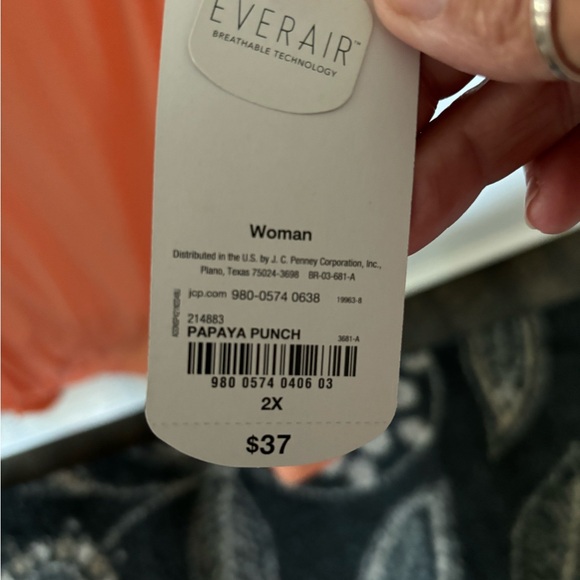 EVERAIR™
BREATHABLE TECHNOLOGY
Woman
Distributed in the U.S. by J. C. Penney Corporation, Inc.,
Plano, Texas 75024-3698 BR-03-681-A
jcp.com 980-0574 0638 19963-8
214883
PAPAYA PUNCH 3681-A
980 0574 0406 03
2X
$37